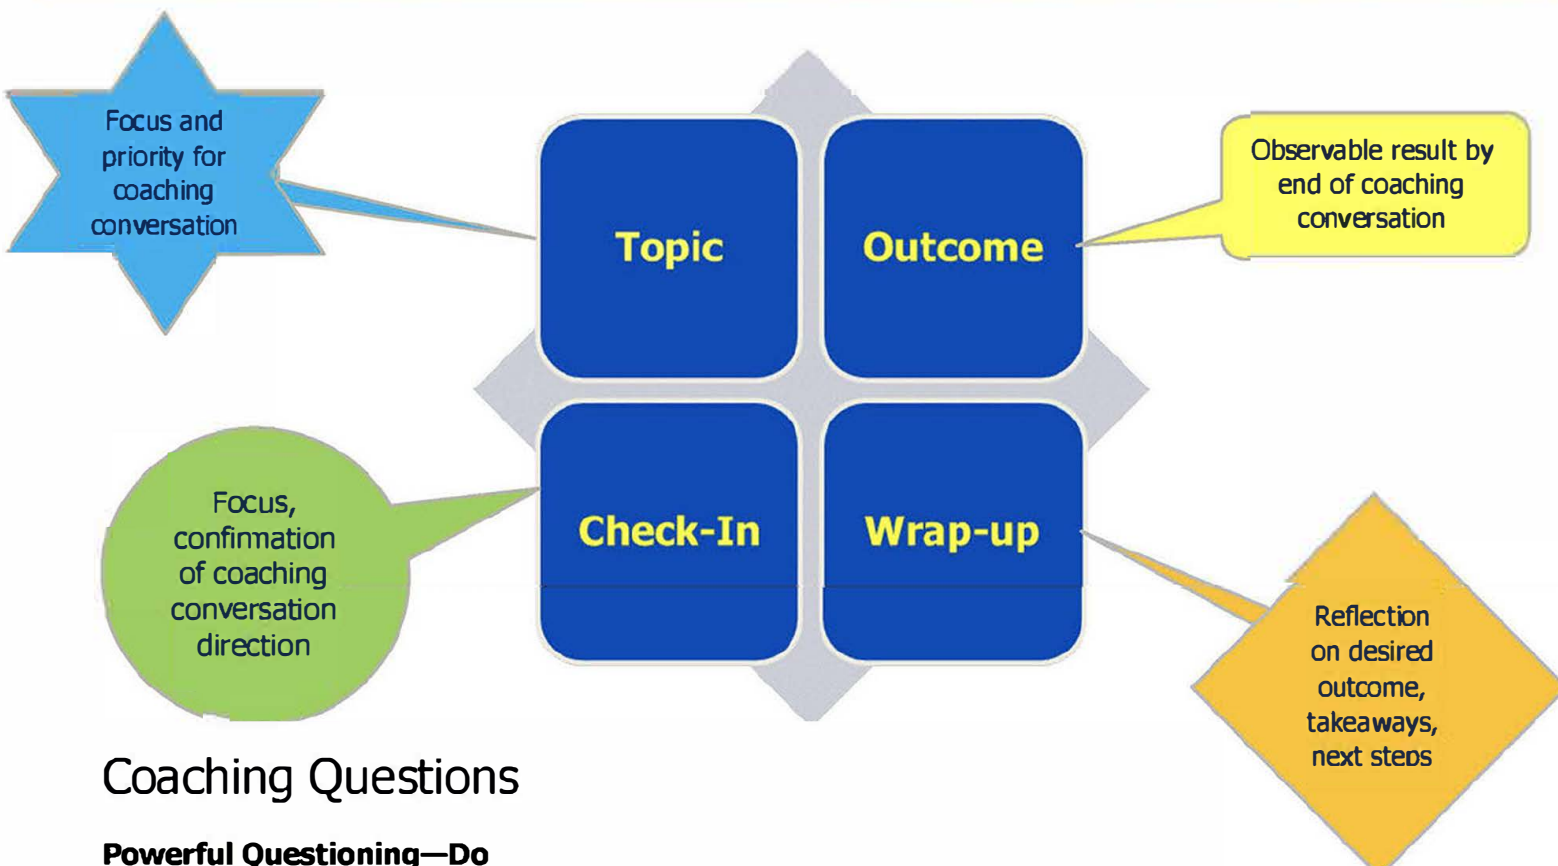 Focus and
priority for
coaching
conversation
Topic
Outcome
Observable result by
end of coaching
conversation
Focus,
confirmation
of coaching
conversation
direction
Check-In
Wrap-up
Reflection
on desired
outcome,
takeaways,
next steps
Coaching Questions
Powerful Questioning—Do